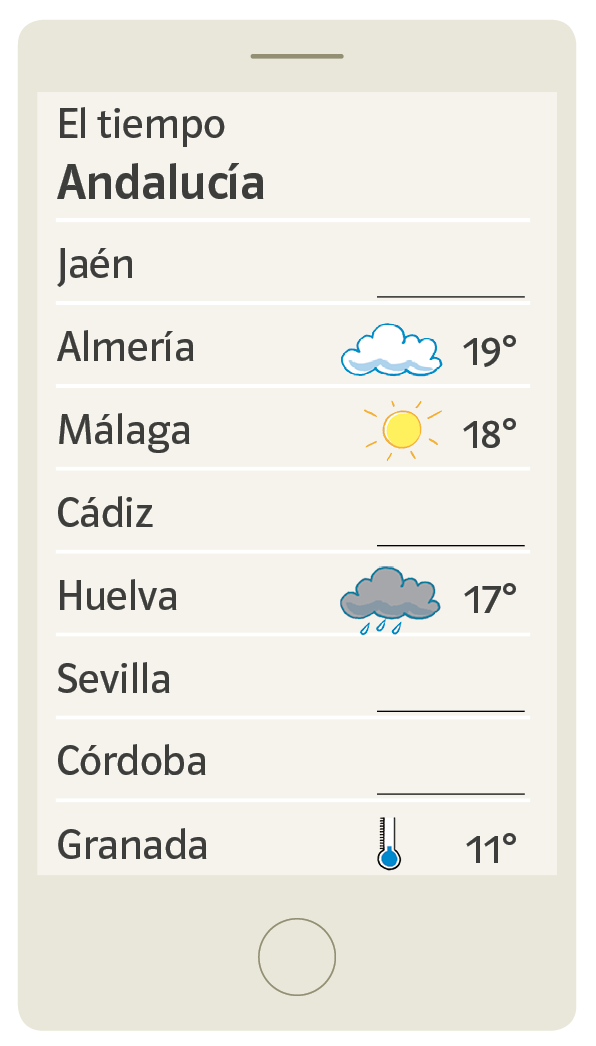 El tiempo
Andalucía
Jaén
Almería 19°
Málaga 18°
Cádiz
Huelva 17°
Sevilla
Córdoba
Granada 11°